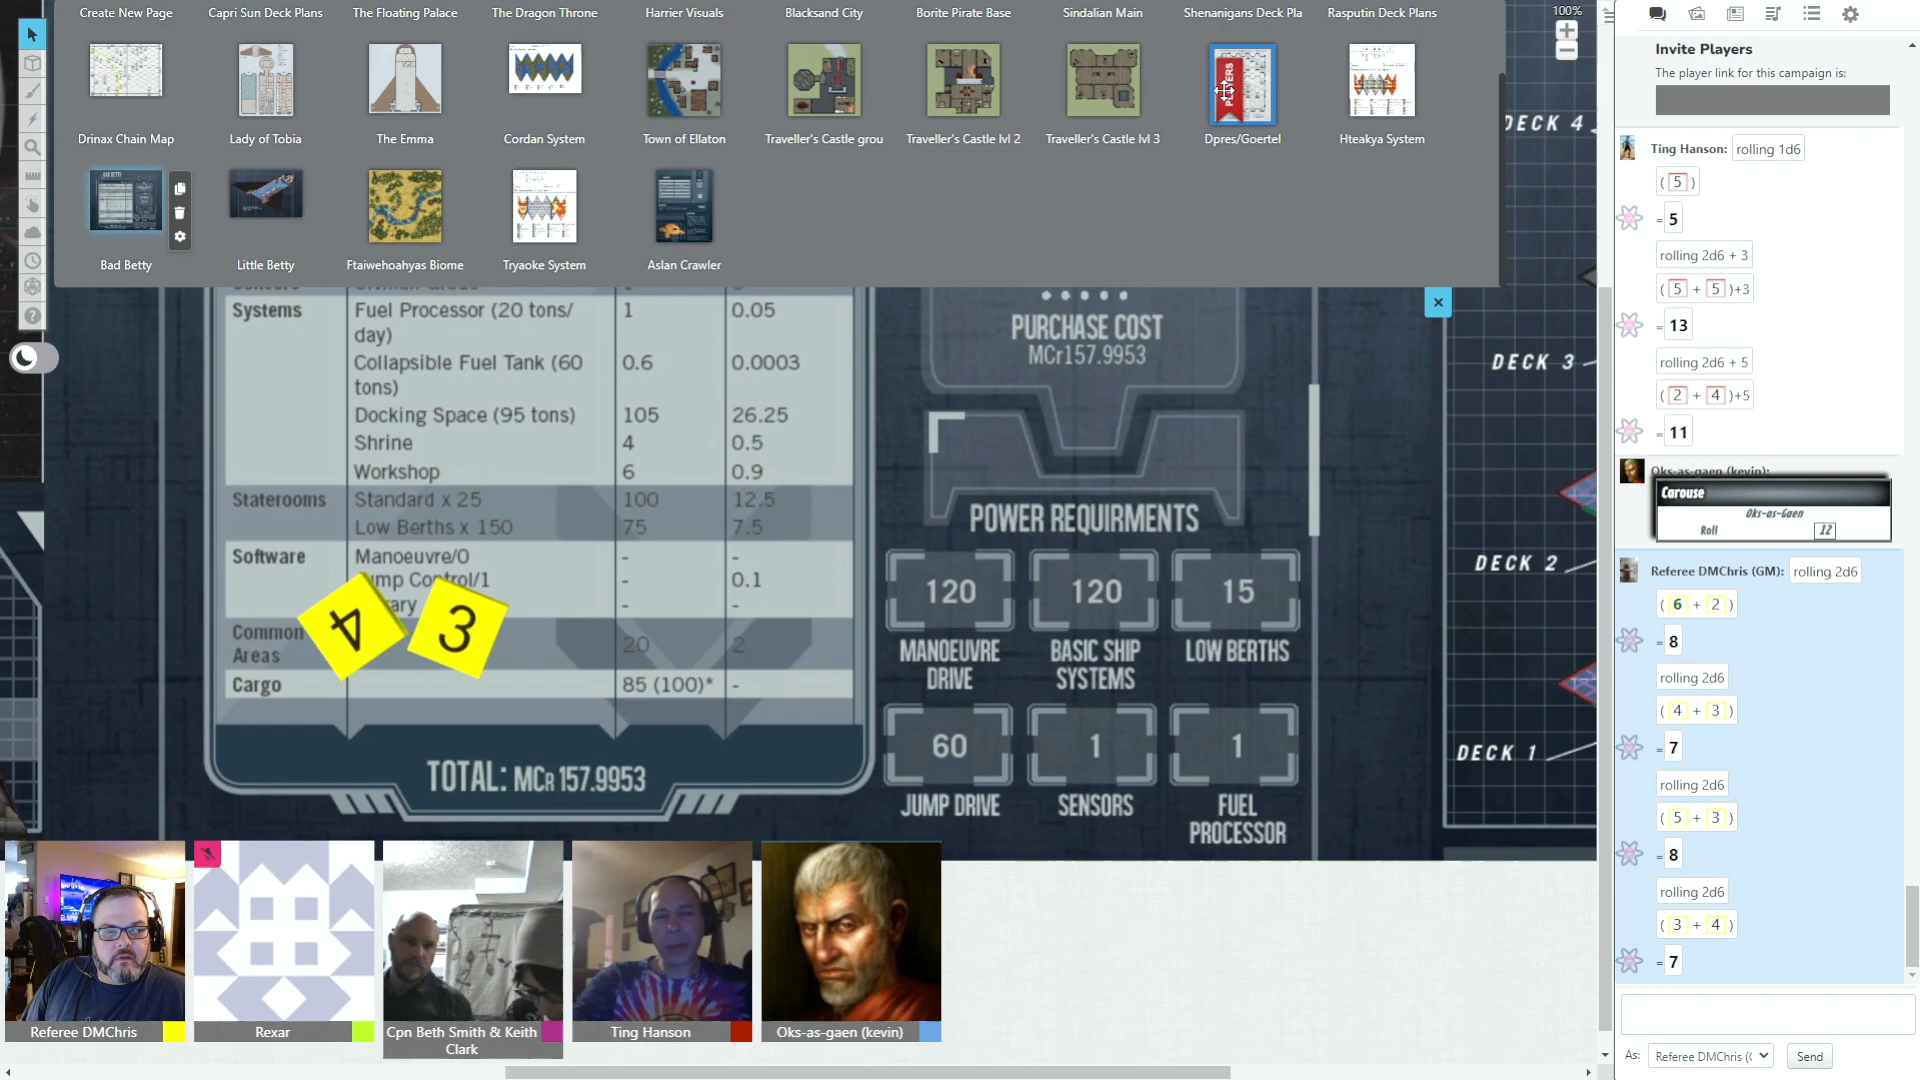 Create New Page
Capri Sun Deck Plans
The Floating Palace
The Dragon Throne
Harrier Visuals
Blacksand City
Borite Pirate Base
Sindalian Main
Shenanigans Deck Pla
Rasputin Deck Plans
100%
PLAYERS
Drinax Chain Map
Lady of Tobia
The Emma
Cordan System
Town of Ellaton
Traveller's Castle grou
Traveller's Castle lvl 2
Traveller's Castle lvl 3
Dpres/Goertel
Hteakya System
BAD BETTY
Bad Betty
Little Betty
Ftaiwehoahyas Biome
Tryaoke System
Aslan Crawler
Systems
Fuel Processor (20 tons/
day)
1
0.05
Collapsible Fuel Tank (60
tons)
0.6
0.0003
Docking Space (95 tons)
105
26.25
Shrine
4
0.5
Workshop
6
0.9
Staterooms
Standard x 25
100
12.5
Low Berths x 150
75
7.5
Software
Manoeuvre/0
-
-
ump Control/1
-
0.1
ary
-
-
Common
Areas
20
2
Cargo
85 (100)*
-
4
3
TOTAL: MCr 157.9953
PURCHASE COST
MCr157.9953
POWER REQUIRMENTS
120
MANOEUVRE
DRIVE
120
BASIC SHIP
SYSTEMS
15
LOW BERTHS
60
JUMP DRIVE
1
SENSORS
1
FUEL
PROCESSOR
DECK 4
DECK 3
DECK 2
DECK 1
Referee DMChris
Rexar
Cpn Beth Smith & Keith
Clark
Ting Hanson
Oks-as-gaen (kevin)
Invite Players
The player link for this campaign is:
Ting Hanson: rolling 1d6
( 5 )
= 5
rolling 2d6 + 3
( 5 + 5 )+3
= 13
rolling 2d6 + 5
( 2 + 4 )+5
= 11
Oks-as-gaen (kevin):
Carouse
Oks-as-Gaen
Roll 12
Referee DMChris (GM): rolling 2d6
( 6 + 2 )
= 8
rolling 2d6
( 4 + 3 )
= 7
rolling 2d6
( 5 + 3 )
= 8
rolling 2d6
( 3 + 4 )
= 7
As: Referee DMChris (
Send